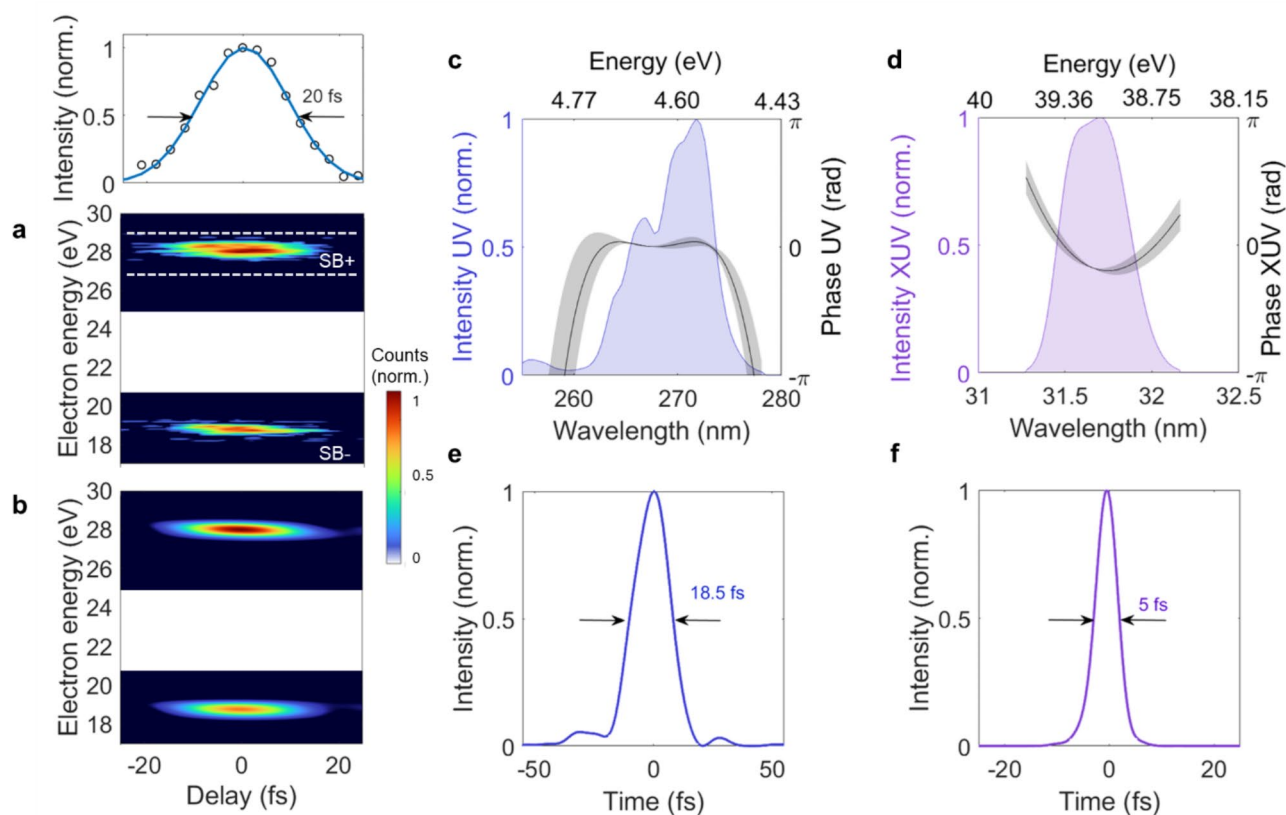 Intensity (norm.)
1
0.5
0
20 fs
a
Electron energy (eV)
30
28
26
24
22
20
18
SB+
SB-
Counts
(norm.)
1
0.5
0
b
Electron energy (eV)
30
28
26
24
22
20
18
-20 0 20
Delay (fs)
c
Energy (eV)
4.77 4.60 4.43
Intensity UV (norm.)
1
0.5
0
π
0
-π
Phase UV (rad)
260 270 280
Wavelength (nm)
d
Energy (eV)
40 39.36 38.75 38.15
Intensity XUV (norm.)
1
0.5
0
π
0
-π
Phase XUV (rad)
31 31.5 32 32.5
Wavelength (nm)
e
Intensity (norm.)
1
0.5
0
18.5 fs
-50 0 50
Time (fs)
f
Intensity (norm.)
1
0.5
0
5 fs
-20 0 20
Time (fs)